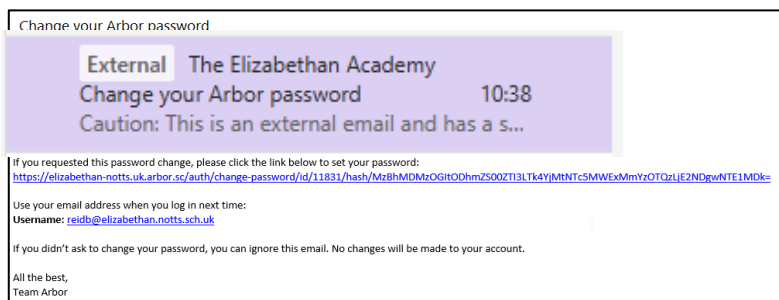 Change your Arbor password
External The Elizabethan Academy
Change your Arbor password 10:38
Caution: This is an external email and has a s...
If you requested this password change, please click the link below to set your password:
https://elizabethan-notts.uk.arbor.sc/auth/change-password/id/11831/hash/MzBhMDMzOGItODhmZS00ZTI3LTk4YjMtNTc5MWExMmYzOTQzLjE2NDgwNTE1MDk=
Use your email address when you log in next time:
Username: reidb@elizabethan.notts.sch.uk
If you didn’t ask to change your password, you can ignore this email. No changes will be made to your account.
All the best,
Team Arbor